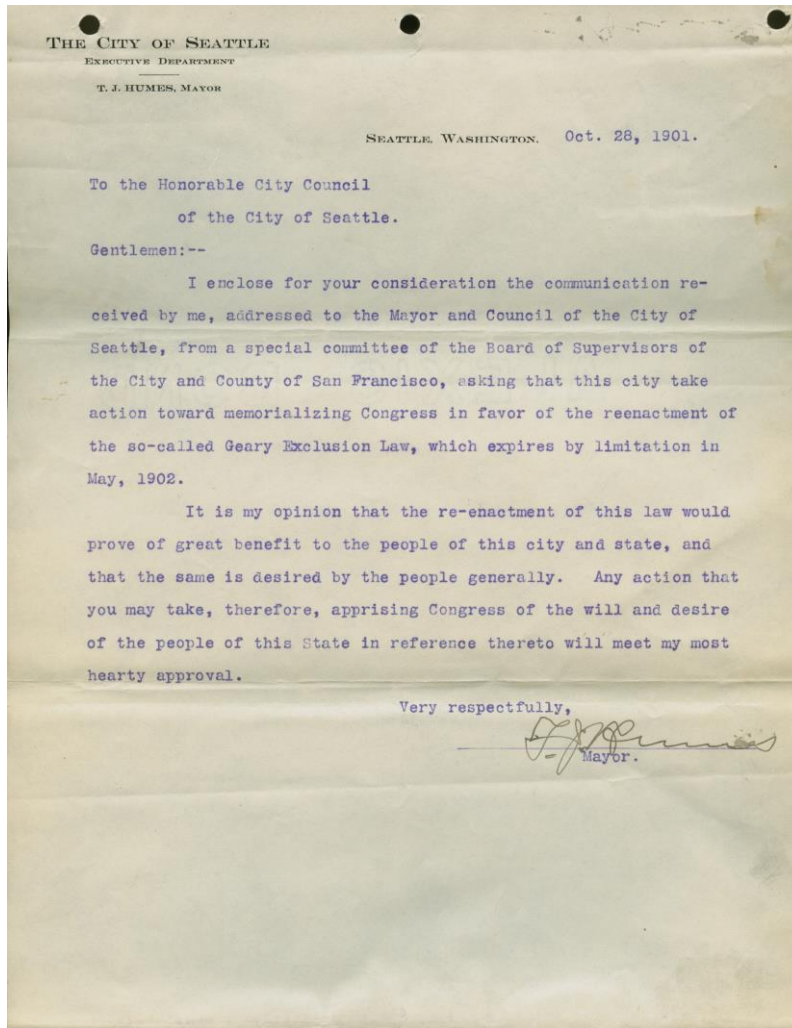 THE CITY OF SEATTLE
EXECUTIVE DEPARTMENT
T. J. HUMES, MAYOR
SEATTLE, WASHINGTON, Oct. 28, 1901.
To the Honorable City Council
of the City of Seattle.
Gentlemen:--
I enclose for your consideration the communication re-
ceived by me, addressed to the Mayor and Council of the City of
Seattle, from a special committee of the Board of Supervisors of
the City and County of San Francisco, asking that this city take
action toward memorializing Congress in favor of the reenactment of
the so-called Geary Exclusion Law, which expires by limitation in
May, 1902.
It is my opinion that the re-enactment of this law would
prove of great benefit to the people of this city and state, and
that the same is desired by the people generally. Any action that
you may take, therefore, apprising Congress of the will and desire
of the people of this State in reference thereto will meet my most
hearty approval.
Very respectfully,
T. J. Humes
Mayor.